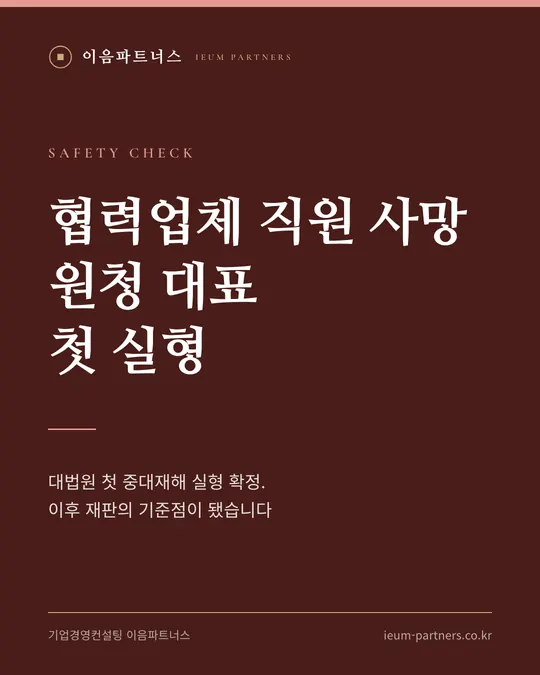 이음파트너스 IEUM PARTNERS
SAFETY CHECK
협력업체 직원 사망
원청 대표
첫 실형
대법원 첫 중대재해 실형 확정.
이후 재판의 기준점이 됐습니다
기업경영컨설팅 이음파트너스 ieum-partners.co.kr